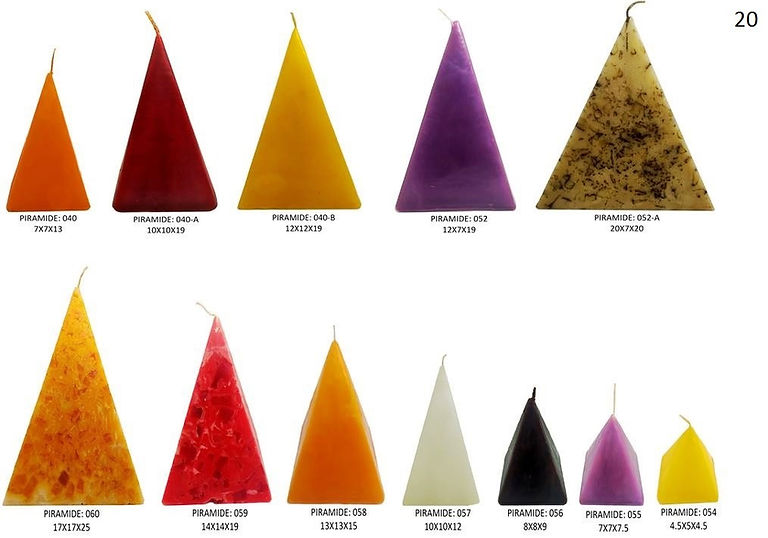 20
PIRAMIDE: 040
7X7X13
PIRAMIDE: 040-A
10X10X19
PIRAMIDE: 040-B
12X12X19
PIRAMIDE: 052
12X7X19
PIRAMIDE: 052-A
20X7X20
PIRAMIDE: 060
17X17X25
PIRAMIDE: 059
14X14X19
PIRAMIDE: 058
13X13X15
PIRAMIDE: 057
10X10X12
PIRAMIDE: 056
8X8X9
PIRAMIDE: 055
7X7X7.5
PIRAMIDE: 054
4.5X5X4.5